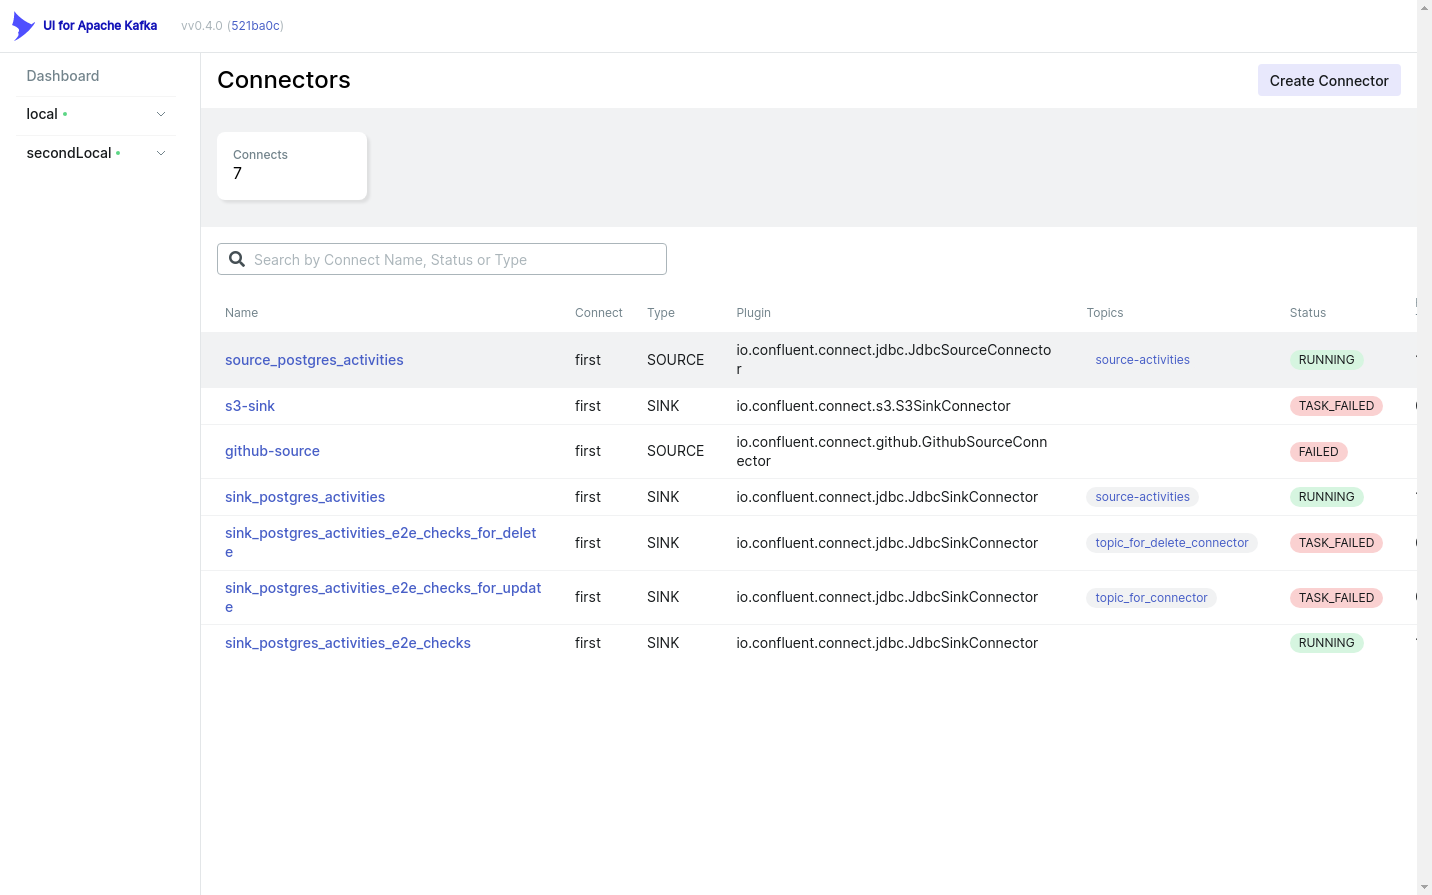 UI for Apache Kafka vv0.4.0 (521ba0c)
Dashboard
local
secondLocal
Connectors
Create Connector
Connects
7
Search by Connect Name, Status or Type
Name Connect Type Plugin Topics Status
source_postgres_activities first SOURCE io.confluent.connect.jdbc.JdbcSourceConnecto
r source-activities RUNNING
s3-sink first SINK io.confluent.connect.s3.S3SinkConnector TASK_FAILED
github-source first SOURCE io.confluent.connect.github.GithubSourceConn
ector FAILED
sink_postgres_activities first SINK io.confluent.connect.jdbc.JdbcSinkConnector source-activities RUNNING
sink_postgres_activities_e2e_checks_for_delet
e first SINK io.confluent.connect.jdbc.JdbcSinkConnector topic_for_delete_connector TASK_FAILED
sink_postgres_activities_e2e_checks_for_updat
e first SINK io.confluent.connect.jdbc.JdbcSinkConnector topic_for_connector TASK_FAILED
sink_postgres_activities_e2e_checks first SINK io.confluent.connect.jdbc.JdbcSinkConnector RUNNING